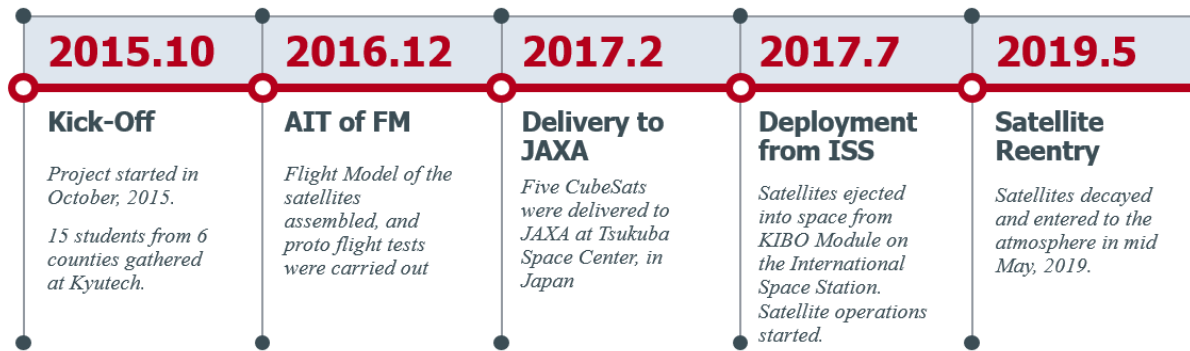 2015.10
Kick-Off
Project started in
October, 2015.
15 students from 6
counties gathered
at Kyutech.
2016.12
AIT of FM
Flight Model of the
satellites
assembled, and
proto flight tests
were carried out
2017.2
Delivery to
JAXA
Five CubeSats
were delivered to
JAXA at Tsukuba
Space Center, in
Japan
2017.7
Deployment
from ISS
Satellites ejected
into space from
KIBO Module on
the International
Space Station.
Satellite operations
started.
2019.5
Satellite
Reentry
Satellites decayed
and entered to the
atmosphere in mid
May, 2019.